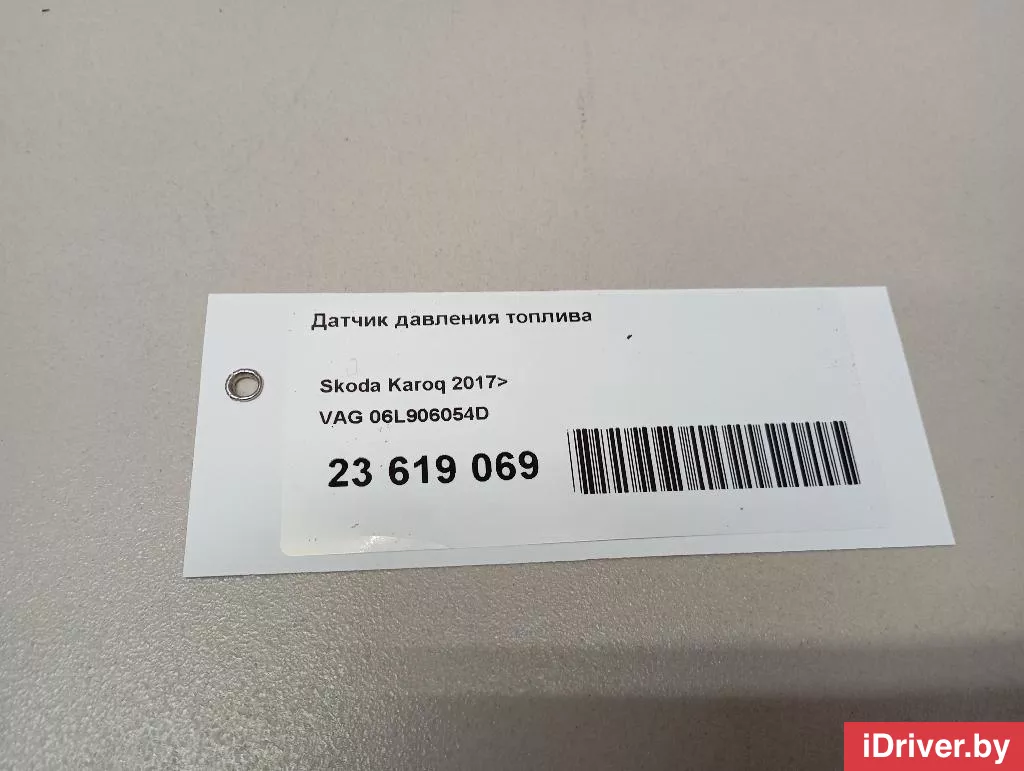 Датчик давления топлива
Skoda Karoq 2017>
VAG 06L906054D
23 619 069
iDriver.by